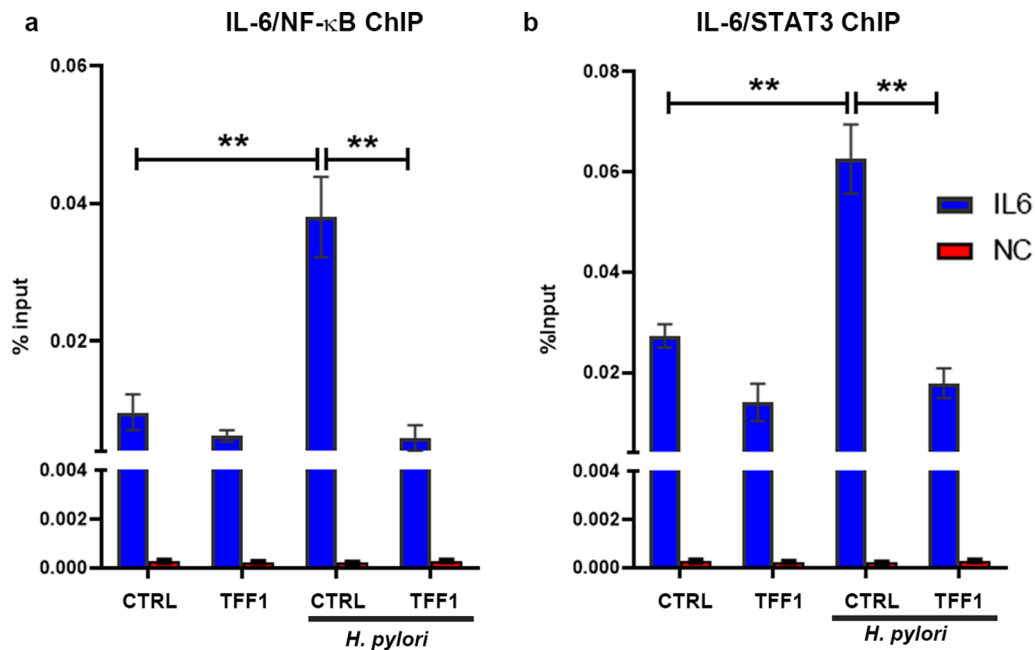 a
IL-6/NF-κB ChIP
0.06
0.04
0.02
0.004
0.002
0.000
% input
**
**
CTRL
TFF1
CTRL
TFF1
H. pylori
b
IL-6/STAT3 ChIP
0.08
0.06
0.04
0.02
0.004
0.002
0.000
%Input
**
**
CTRL
TFF1
CTRL
TFF1
H. pylori
IL6
NC